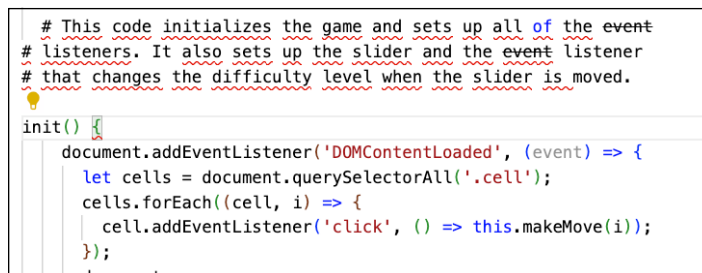 # This code initializes the game and sets up all of the event
# listeners. It also sets up the slider and the event listener
# that changes the difficulty level when the slider is moved.
init() {
document.addEventListener('DOMContentLoaded', (event) => {
let cells = document.querySelectorAll('.cell');
cells.forEach((cell, i) => {
cell.addEventListener('click', () => this.makeMove(i));
});